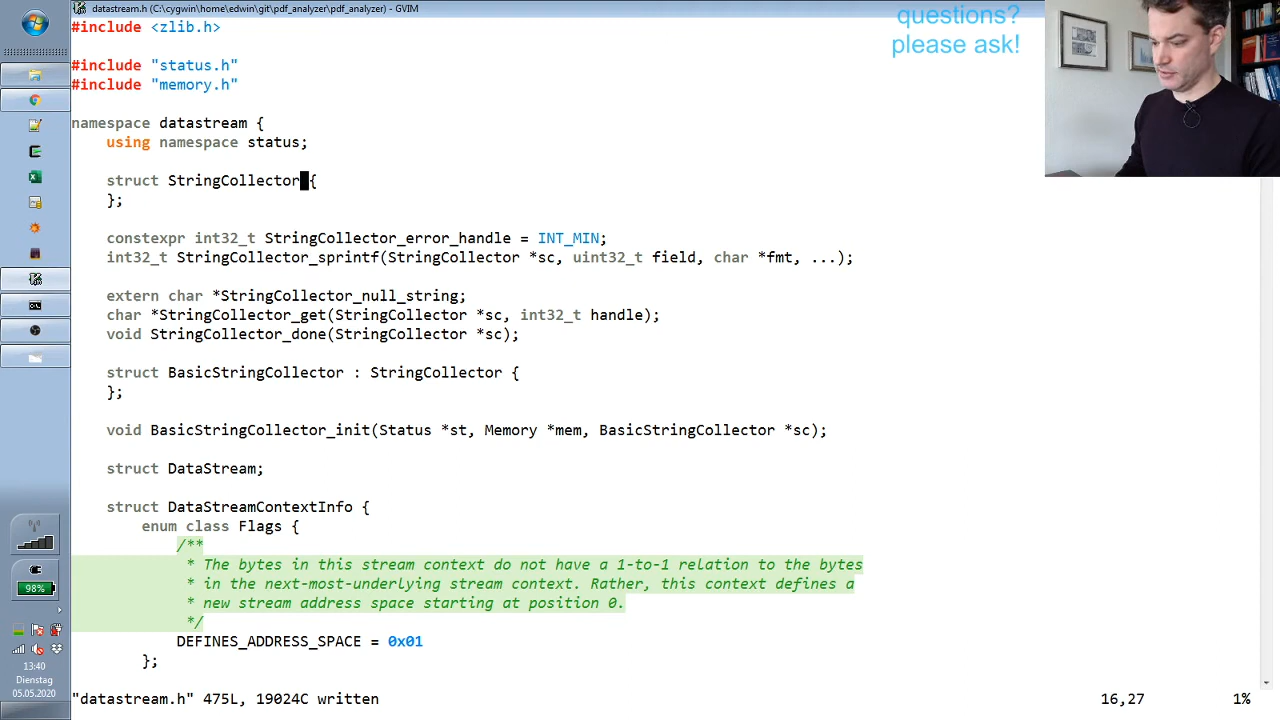 datastream.h (C:\cygwin\home\edwin\git\pdf_analyzer\pdf_analyzer) - GVIM
questions?
please ask!
#include <zlib.h>
#include "status.h"
#include "memory.h"
namespace datastream {
using namespace status;
struct StringCollector {
};
constexpr int32_t StringCollector_error_handle = INT_MIN;
int32_t StringCollector_sprintf(StringCollector *sc, uint32_t field, char *fmt, ...);
extern char *StringCollector_null_string;
char *StringCollector_get(StringCollector *sc, int32_t handle);
void StringCollector_done(StringCollector *sc);
struct BasicStringCollector : StringCollector {
};
void BasicStringCollector_init(Status *st, Memory *mem, BasicStringCollector *sc);
struct DataStream;
struct DataStreamContextInfo {
enum class Flags {
/**
* The bytes in this stream context do not have a 1-to-1 relation to the bytes
* in the next-most-underlying stream context. Rather, this context defines a
* new stream address space starting at position 0.
*/
DEFINES_ADDRESS_SPACE = 0x01
};
"datastream.h" 475L, 19024C written
16,27
1%
98%
13:40
Dienstag
05.05.2020